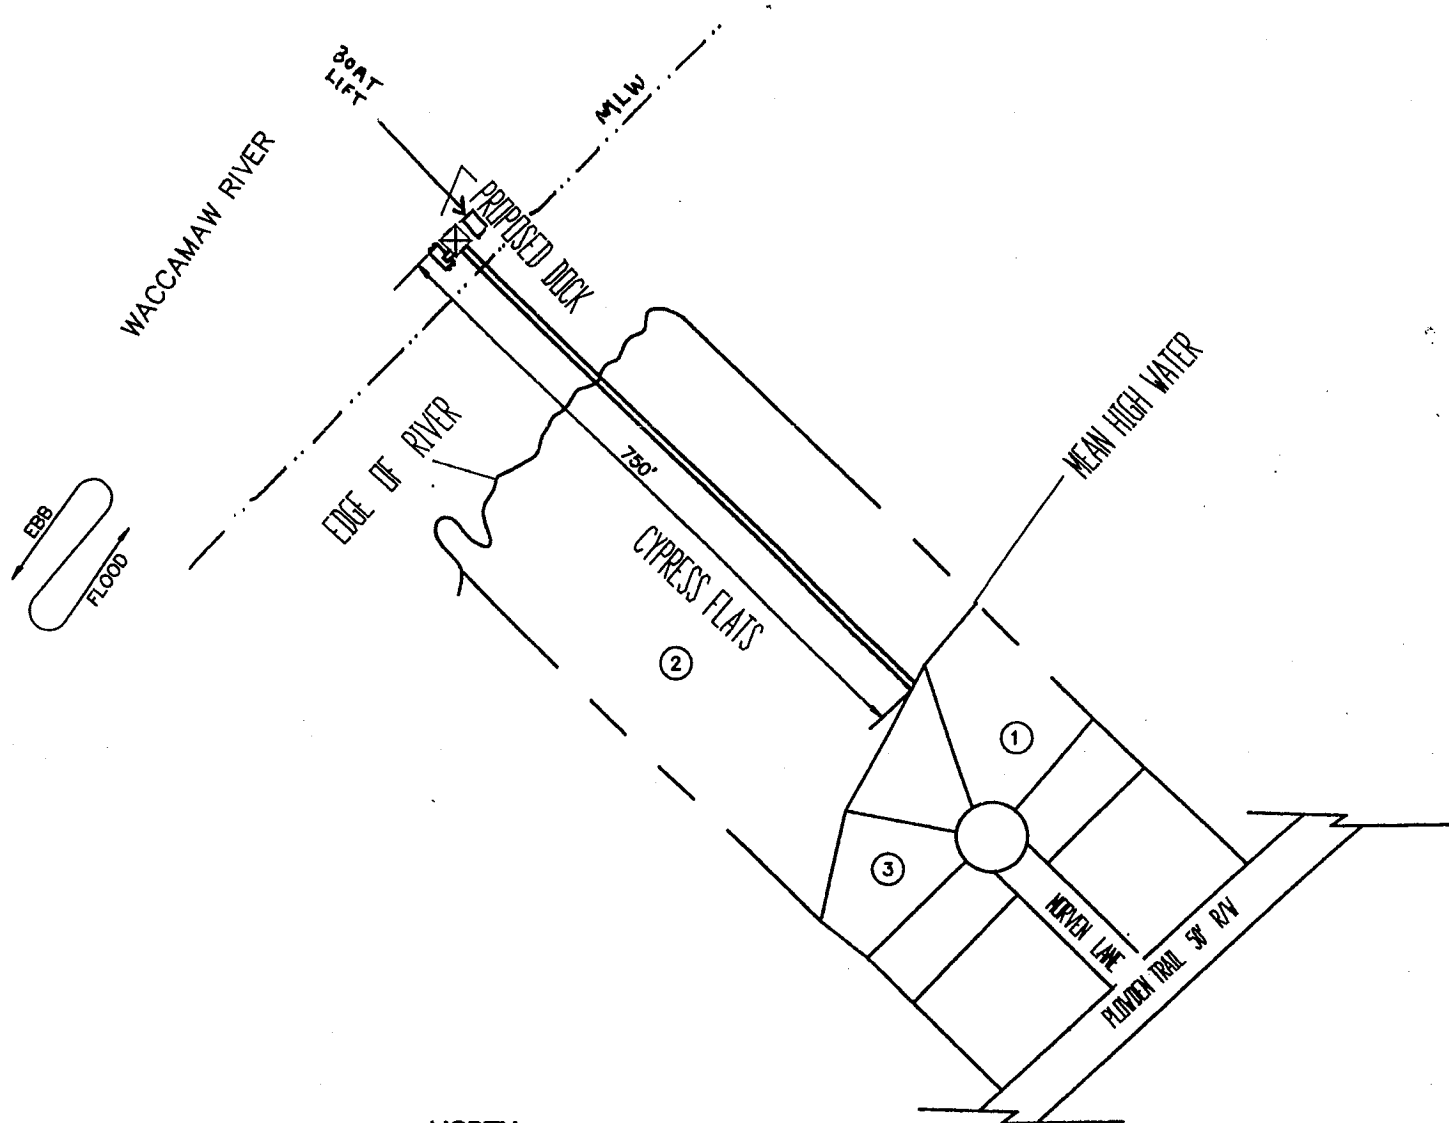 BOAT
LIFT
MLW
WACCAMAW RIVER
PROPOSED DOCK
MEAN HIGH WATER
EDGE OF RIVER
750'
EBB
FLOOD
CYPRESS FLATS
2
1
3
MORVEN LANE
PLOWDEN TRAIL 50' R/W